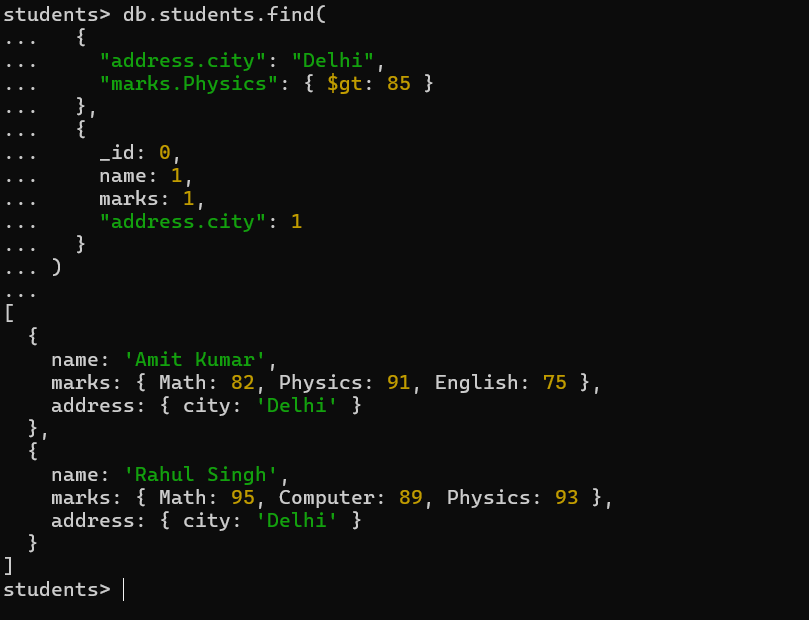 students> db.students.find(
...   {
...     "address.city": "Delhi",
...     "marks.Physics": { $gt: 85 }
...   },
...   {
...     _id: 0,
...     name: 1,
...     marks: 1,
...     "address.city": 1
...   }
... )
...
[
  {
    name: 'Amit Kumar',
    marks: { Math: 82, Physics: 91, English: 75 },
    address: { city: 'Delhi' }
  },
  {
    name: 'Rahul Singh',
    marks: { Math: 95, Computer: 89, Physics: 93 },
    address: { city: 'Delhi' }
  }
]
students>